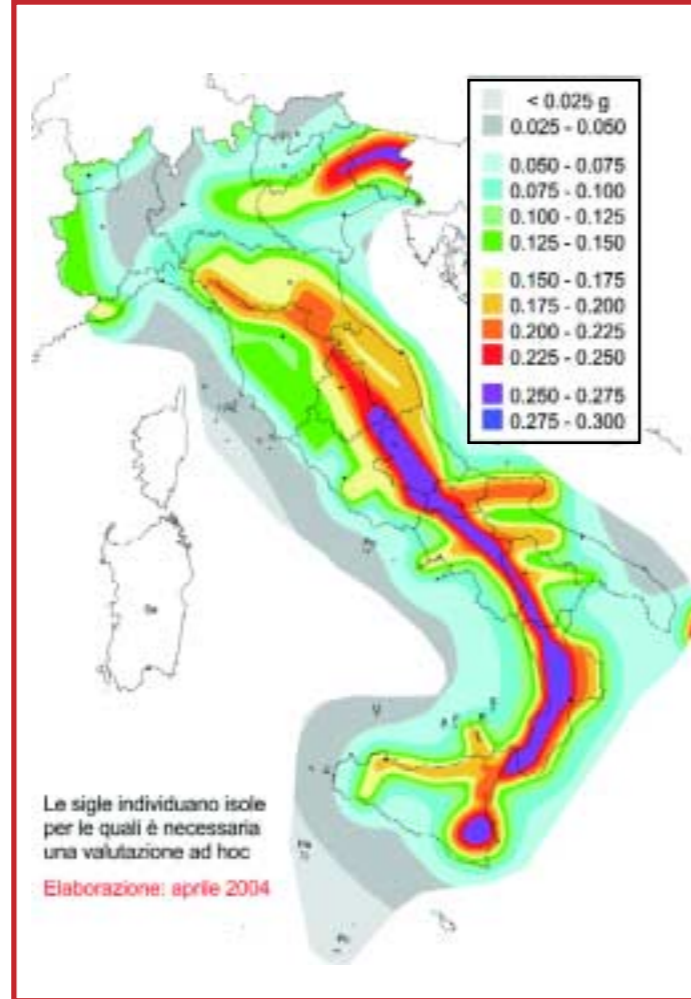 < 0.025 g
0.025 - 0.050
0.050 - 0.075
0.075 - 0.100
0.100 - 0.125
0.125 - 0.150
0.150 - 0.175
0.175 - 0.200
0.200 - 0.225
0.225 - 0.250
0.250 - 0.275
0.275 - 0.300
Le sigle individuano isole
per le quali è necessaria
una valutazione ad hoc
Elaborazione: aprile 2004